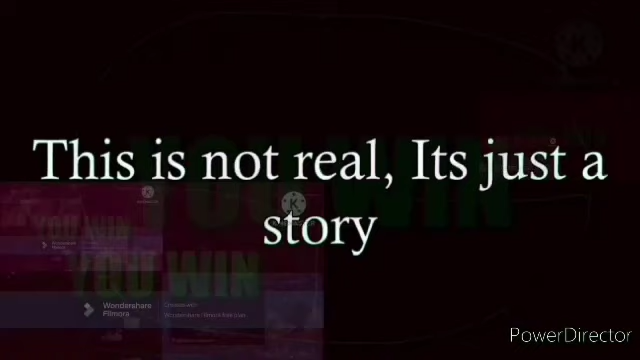 This is not real, Its just a
story
YOU WIN
YOU WIN
YOU WIN
Wondershare
Filmora
PowerDirector